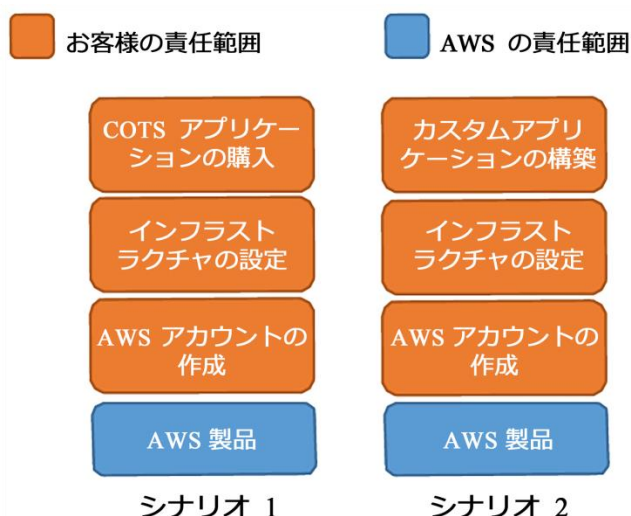 お客様の責任範囲
AWS の責任範囲
COTS アプリケー
ションの購入
カスタムアプリ
ケーションの構築
インフラスト
ラクチャの設定
インフラスト
ラクチャの設定
AWS アカウントの
作成
AWS アカウントの
作成
AWS 製品
AWS 製品
シナリオ 1
シナリオ 2